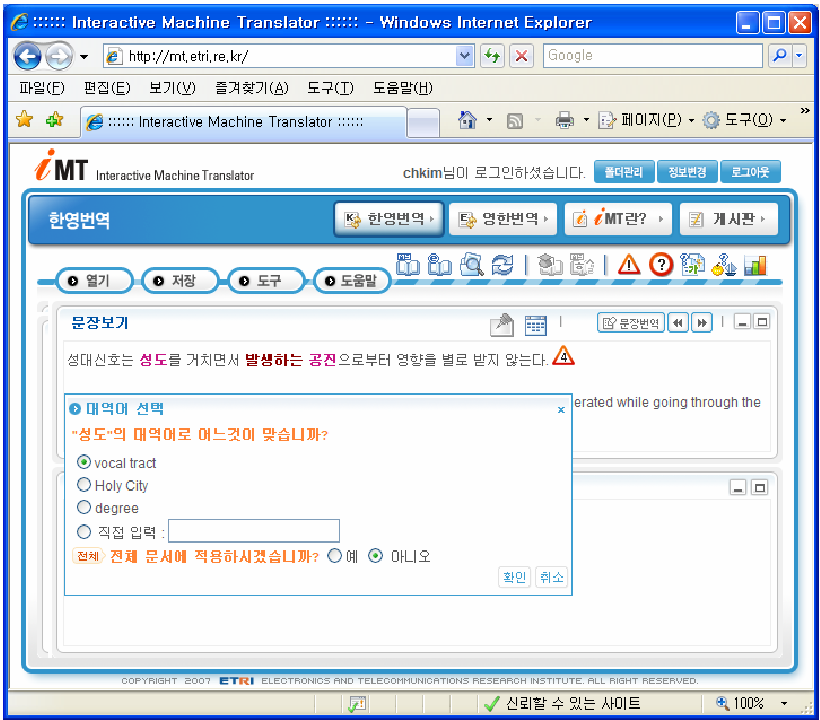 :::::: Interactive Machine Translator :::::: - Windows Internet Explorer
http://mt.etri.re.kr/
Google
파일(F) 편집(E) 보기(V) 즐겨찾기(A) 도구(T) 도움말(H)
:::::: Interactive Machine Translator ::::::
페이지(P) 도구(O) »
iMT Interactive Machine Translator
chkim님이 로그인하셨습니다. 폴더관리 정보변경 로그아웃
한영번역
한영번역 영한번역 iMT란? 게시판
열기 저장 도구 도움말
문장보기
문장번역
성대신호는 성도를 거치면서 발생하는 공진으로부터 영향을 별로 받지 않는다. 4
erated while going through the
대역어 선택 x
"성도"의 대역어로 어느것이 맞습니까?
vocal tract
Holy City
degree
직접 입력 :
전체 전체 문서에 적용하시겠습니까? 예 아니오
확인 취소
COPYRIGHT 2007 ETRI ELECTRONICS AND TELECOMMUNICATIONS RESEARCH INSTITUTE. ALL RIGHT RESERVED.
신뢰할 수 있는 사이트 100%